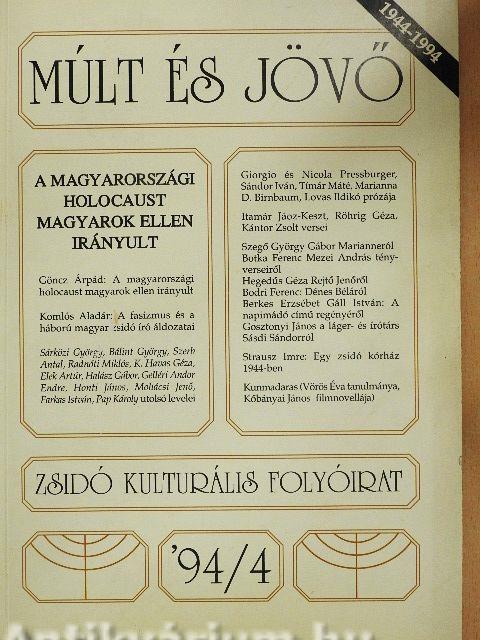 1944-1994
MÚLT ÉS JÖVŐ
A MAGYARORSZÁGI
HOLOCAUST
MAGYAROK ELLEN
IRÁNYULT
Göncz Árpád: A magyarországi
holocaust magyarok ellen irányult
Komlós Aladár: A fasizmus és a
háború magyar zsidó író áldozatai
Sárközi György, Bálint György, Szerb
Antal, Radnóti Miklós, K. Havas Géza,
Elek Artúr, Halász Gábor, Gelléri Andor
Endre, Honti János, Mohácsi Jenő,
Farkas István, Pap Károly utolsó levelei
Giorgio és Nicola Pressburger,
Sándor Iván, Tímár Máté, Marianna
D. Birnbaum, Lovas Ildikó prózája
Itamár Jáoz-Keszt, Röhrig Géza,
Kántor Zsolt versei
Szegő György Gábor Marianneról
Botka Ferenc Mezei András tény-
verseiről
Hegedűs Géza Rejtő Jenőről
Bodri Ferenc: Dénes Béláról
Berkes Erzsébet Gáll István: A
napimádó című regényéről
Gosztonyi János a láger- és írótárs
Sásdi Sándorról
Strausz Imre: Egy zsidó kórház
1944-ben
Kunmadaras (Vörös Éva tanulmánya,
Kőbányai János filmnovellája)
ZSIDÓ KULTURÁLIS FOLYÓIRAT
'94/4
Antikvárium.hu